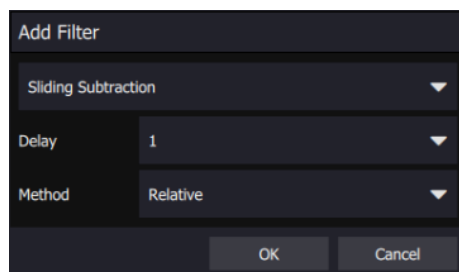 Add Filter
Sliding Subtraction
Delay 1
Method Relative
OK Cancel